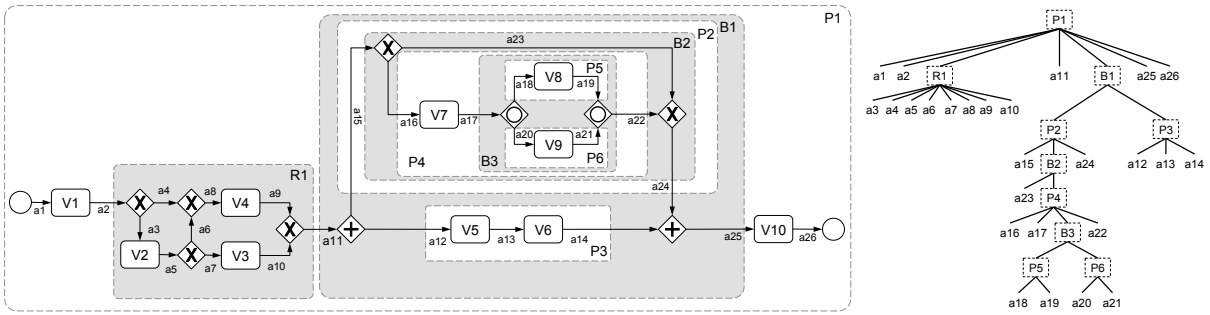 P1
B1
P2
a23
B2
P5
V8
a18
a19
a15
a16
V7
a17
a22
a20
a21
V9
P4
B3
P6
a24
R1
a4
a8
a9
V1
V4
a1
a2
a3
a6
a11
V2
V3
a5
a7
a10
V5
V6
V10
a12
a13
a14
a25
a26
P3
P1
a1 a2 R1 a11 B1 a25 a26
a3 a4 a5 a6 a7 a8 a9 a10
P2 P3
a15 B2 a24 a12 a13 a14
a23 P4
a16 a17 B3 a22
P5 P6
a18 a19 a20 a21